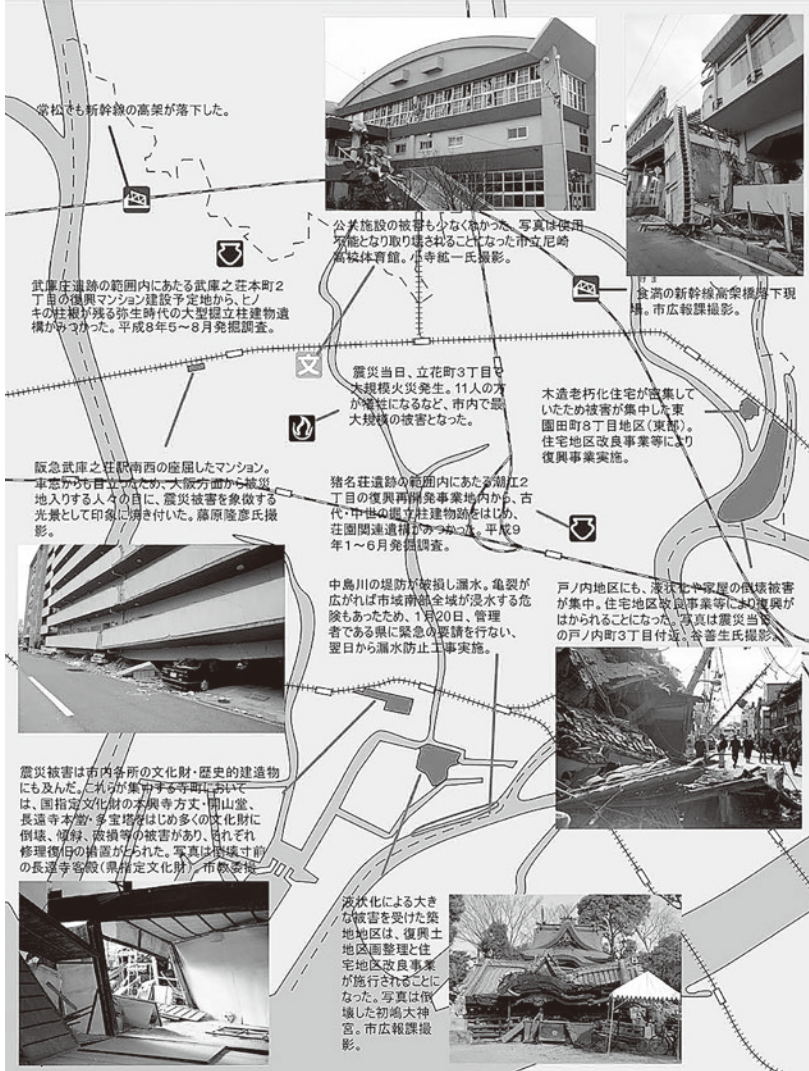 常松でも新幹線の高架が落下した。
公共施設の被害も少なくなかった。写真は使用
不能となり取り壊されることになった市立尼崎
高校体育館。小寺絋一氏撮影。
食満の新幹線高架橋落下現
場。市広報課撮影。
武庫庄遺跡の範囲内にあたる武庫之荘本町2
丁目の復興マンション建設予定地から、ヒノ
キの柱根が残る弥生時代の大型掘立柱建物遺
構がみつかった。平成8年5〜8月発掘調査。
文
震災当日、立花町3丁目で
大規模火災発生。11人の方
が犠牲になるなど、市内で最
大規模の被害となった。
木造老朽化住宅が密集して
いたため被害が集中した東
園田町8丁目地区(東部)。
住宅地区改良事業等により
復興事業実施。
阪急武庫之荘駅南西の座屈したマンション。
車窓からも目立つため、大阪方面から被災
地入りする人々の目に、震災被害を象徴する
光景として印象に焼き付いた。藤原隆彦氏撮
影。
猪名荘遺跡の範囲内にあたる潮江2
丁目の復興再開発事業地内から、古
代・中世の掘立柱建物跡をはじめ、
荘園関連遺構がみつかった。平成9
年1〜6月発掘調査。
中島川の堤防が破損し漏水。亀裂が
広がれば市域南部全域が浸水する危
険もあったため、1月20日、管理
者である県に緊急の要請を行ない、
翌日から漏水防止工事実施。
戸ノ内地区にも、液状化や家屋の倒壊被害
が集中。住宅地区改良事業等により復興が
はかられることになった。写真は震災当日
の戸ノ内町3丁目付近。谷善生氏撮影。
震災被害は市内各所の文化財・歴史的建造物
にも及んだ。これらが集中する寺町において
は、国指定文化財の本興寺方丈・開山堂、
長遠寺本堂・多宝塔をはじめ多くの文化財に
倒壊、傾斜、破損等の被害があり、それぞれ
修理復旧の措置がとられた。写真は倒壊寸前
の長遠寺客殿(県指定文化財)。市教委撮
液状化による大き
な被害を受けた築
地地区は、復興土
地区画整理と住
宅地区改良事業
が施行されることに
なった。写真は倒
壊した初嶋大神
宮。市広報課撮
影。